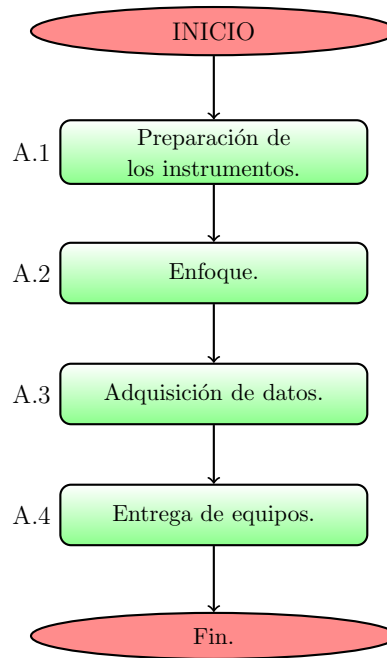 INICIO
A.1
Preparación de
los instrumentos.
A.2
Enfoque.
A.3
Adquisición de datos.
A.4
Entrega de equipos.
Fin.